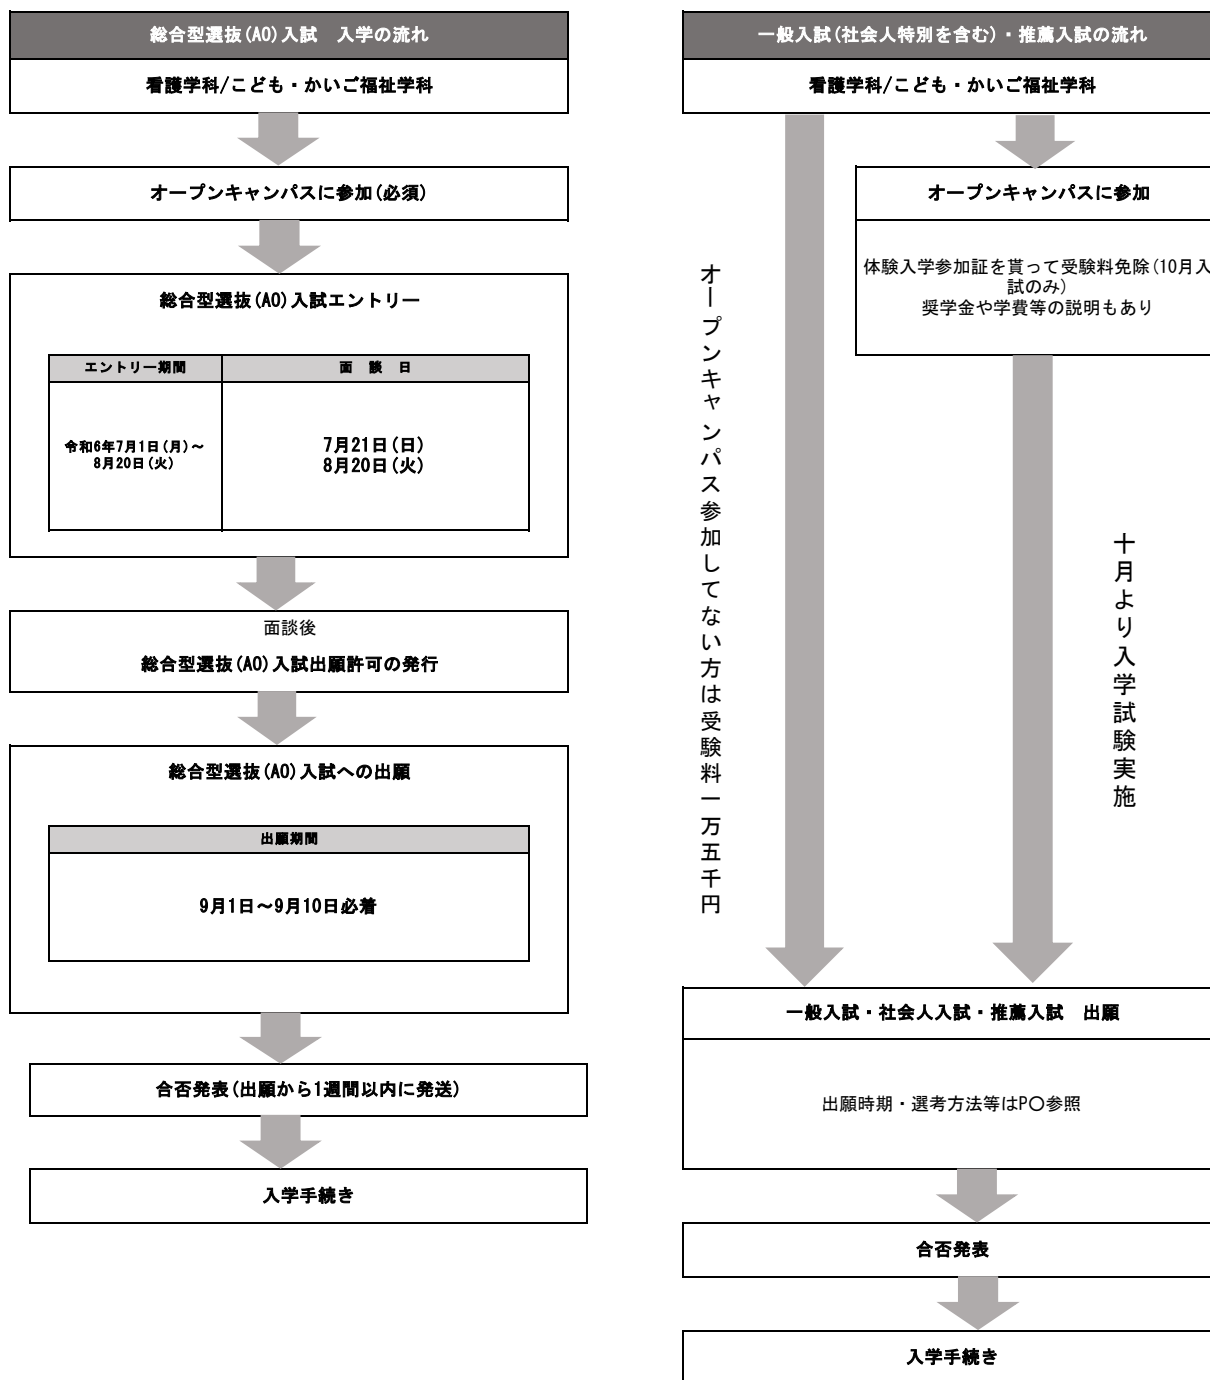 総合型選抜(AO)入試　入学の流れ
看護学科/こども・かいご福祉学科
オープンキャンパスに参加(必須)
総合型選抜(AO)入試エントリー
エントリー期間
面　談　日
令和6年7月1日(月)～
8月20日(火)
7月21日(日)
8月20日(火)
面談後
総合型選抜(AO)入試出願許可の発行
総合型選抜(AO)入試への出願
出願期間
9月1日～9月10日必着
合否発表(出願から1週間以内に発送)
入学手続き
一般入試(社会人特別を含む)・推薦入試の流れ
看護学科/こども・かいご福祉学科
オープンキャンパスに参加
体験入学参加証を貰って受験料免除(10月入
試のみ)
奨学金や学費等の説明もあり
オープンキャンパス参加してない方は受験料一万五千円
十月より入学試験実施
一般入試・社会人入試・推薦入試　出願
出願時期・選考方法等はP〇参照
合否発表
入学手続き